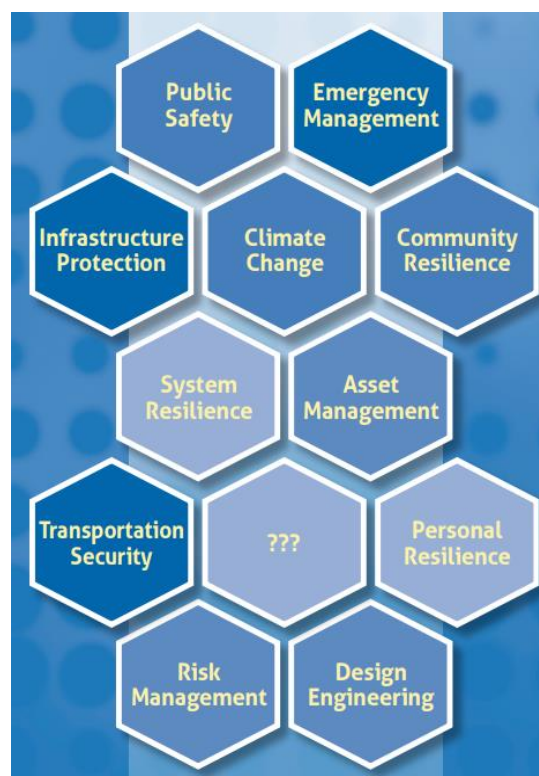 Public
Safety
Emergency
Management
Infrastructure
Protection
Climate
Change
Community
Resilience
System
Resilience
Asset
Management
Transportation
Security
???
Personal
Resilience
Risk
Management
Design
Engineering